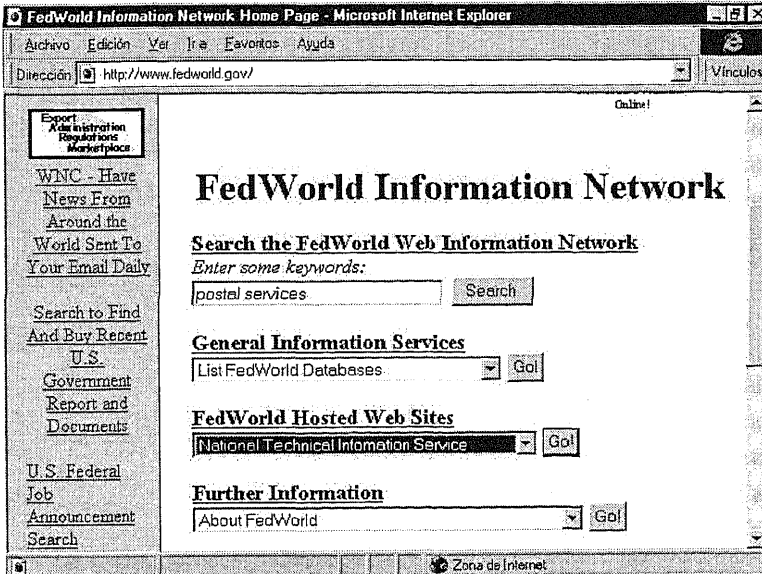 FedWorld Information Network Home Page - Microsoft Internet Explorer
Archivo Edición Ver Ir a Favoritos Ayuda
Dirección http://www.fedworld.gov/ Vínculos
Online!
Export
Administration
Regulations
Marketplace
WNC - Have
News From
Around the
World Sent To
Your Email Daily
Search to Find
And Buy Recent
U.S.
Government
Report and
Documents
U.S. Federal
Job
Announcement
Search
FedWorld Information Network
Search the FedWorld Web Information Network
Enter some keywords:
postal services Search
General Information Services
List FedWorld Databases Go!
FedWorld Hosted Web Sites
National Technical Infomation Service Go!
Further Information
About FedWorld Go!
Zona de Internet